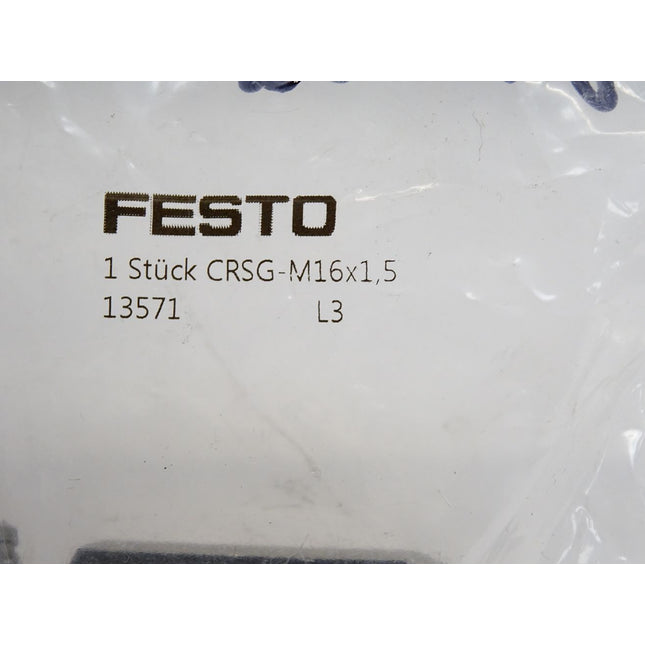 FESTO
1 Stück CRSG-M16x1,5
13571 L3